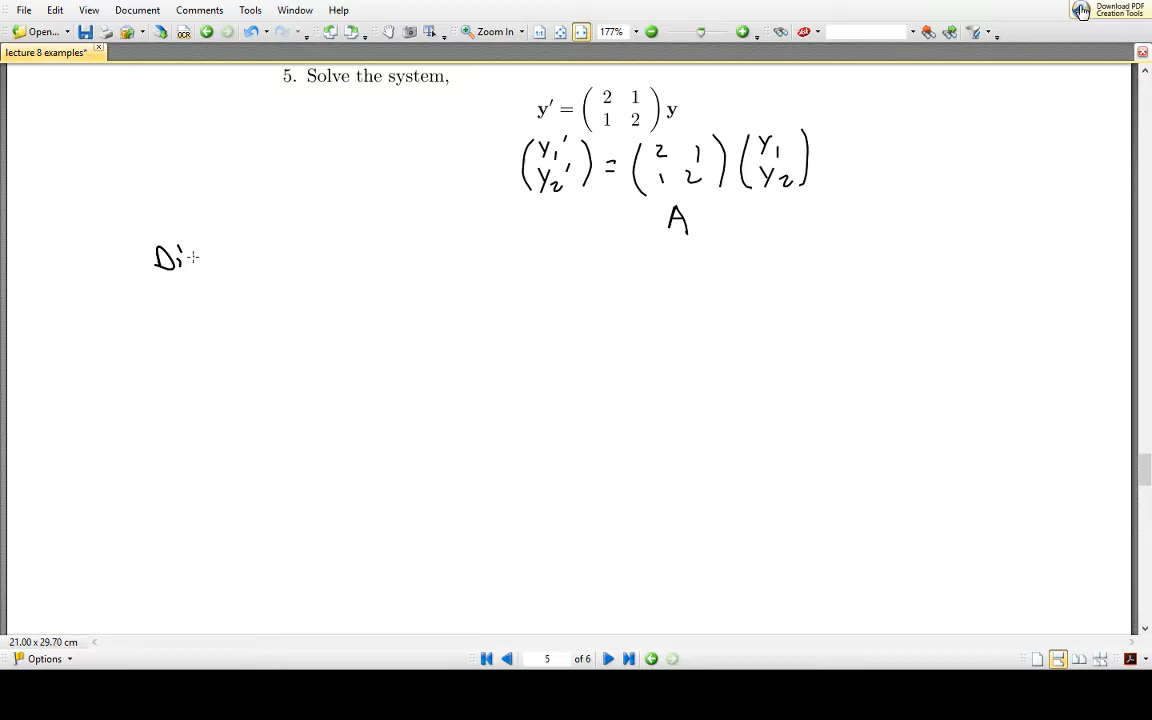 File Edit View Document Comments Tools Window Help
Download PDF
Creation Tools
Open... OCR Zoom In 177%
lecture 8 examples*
5. Solve the system,
y′ = ( 2 1
1 2 ) y
( y₁′
y₂′ ) = ( 2 1
1 2 ) ( y₁
y₂ )
A
Di
21.00 x 29.70 cm
Options 5 of 6